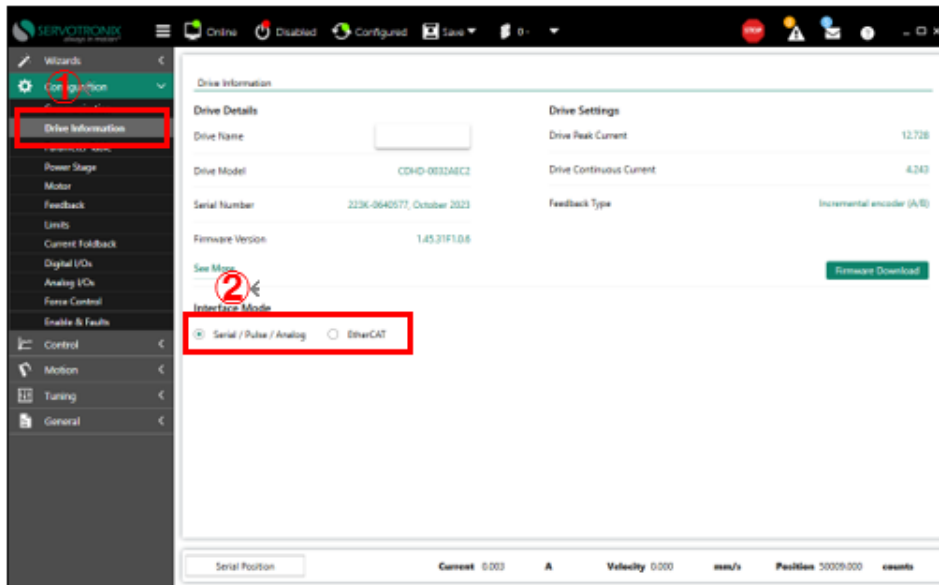 SERVOTRONIX
Online
Disabled
Configured
Save
0 -
STOP
Wizards
Configuration
Drive Information
Power Stage
Motor
Feedback
Limits
Current Foldback
Digital I/Os
Analog I/Os
Force Control
Enable & Faults
Control
Motion
Tuning
General
①
Drive Information
Drive Details
Drive Name
Drive Model CDHD-0032AEC2
Serial Number 223K-0640577, October 2023
Firmware Version 1.45.31F1.0.6
See More
②
Interface Mode
Serial / Pulse / Analog EtherCAT
Drive Settings
Drive Peak Current 12.728
Drive Continuous Current 4.243
Feedback Type Incremental encoder (A/B)
Firmware Download
Serial Position Current 0.003 A Velocity 0.000 mm/s Position 50009.000 counts